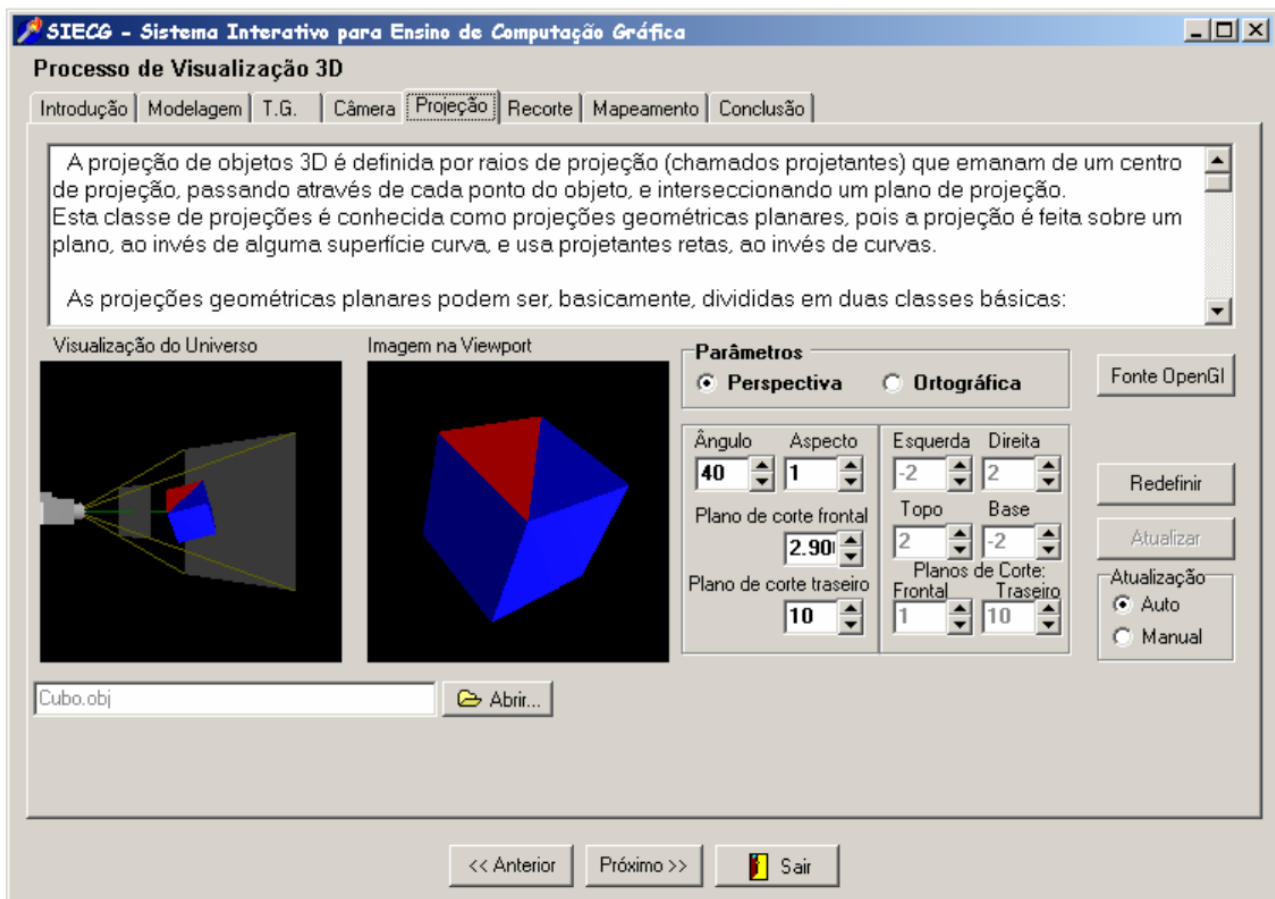 SIECG - Sistema Interativo para Ensino de Computação Gráfica
Processo de Visualização 3D
Introdução Modelagem T.G. Câmera Projeção Recorte Mapeamento Conclusão
A projeção de objetos 3D é definida por raios de projeção (chamados projetantes) que emanam de um centro
de projeção, passando através de cada ponto do objeto, e interseccionando um plano de projeção.
Esta classe de projeções é conhecida como projeções geométricas planares, pois a projeção é feita sobre um
plano, ao invés de alguma superfície curva, e usa projetantes retas, ao invés de curvas.
As projeções geométricas planares podem ser, basicamente, divididas em duas classes básicas:
Visualização do Universo
Imagem na Viewport
Parâmetros
Perspectiva Ortográfica
Fonte OpenGl
Ângulo Aspecto
40 1
Plano de corte frontal
2.90
Plano de corte traseiro
10
Esquerda Direita
-2 2
Topo Base
2 -2
Planos de Corte:
Frontal Traseiro
1 10
Redefinir
Atualizar
Atualização
Auto
Manual
Cubo.obj
Abrir...
<< Anterior Próximo >> Sair